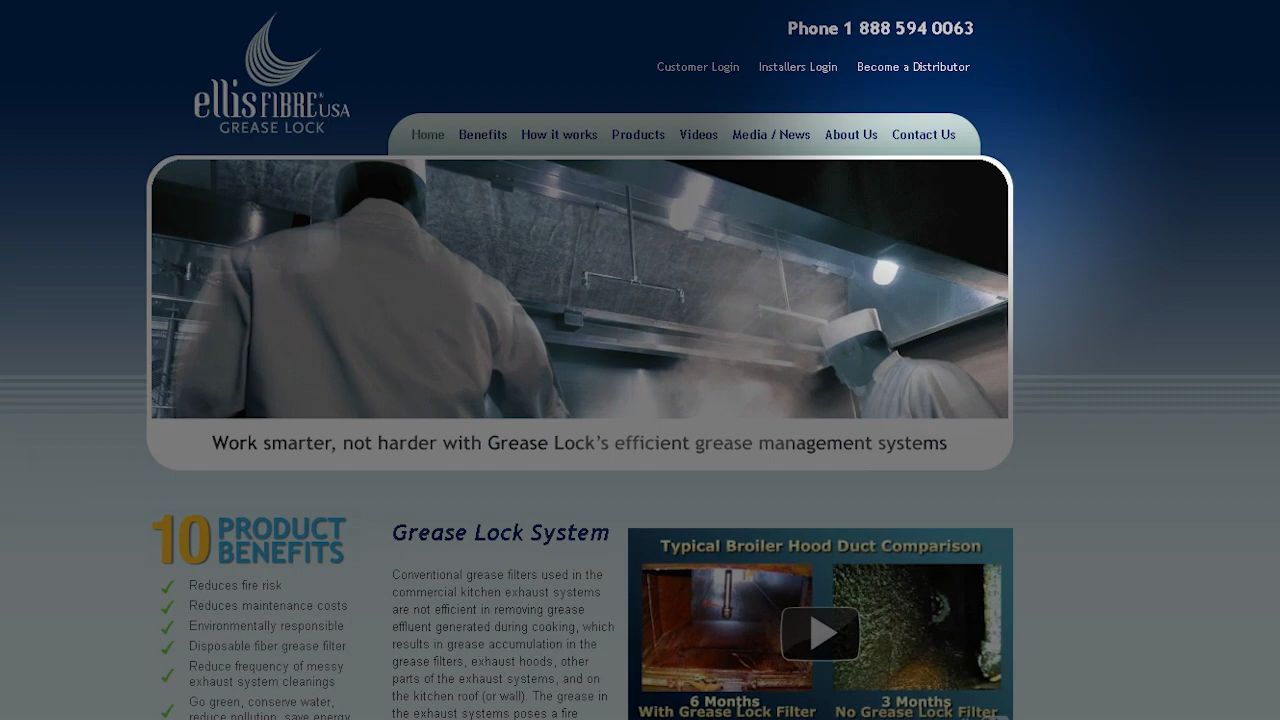 Phone 1 888 594 0063
Customer Login Installers Login Become a Distributor
ellis FIBRE® USA
GREASE LOCK
Home Benefits How it works Products Videos Media / News About Us Contact Us
Work smarter, not harder with Grease Lock's efficient grease management systems
10 PRODUCT
BENEFITS
Reduces fire risk
Reduces maintenance costs
Environmentally responsible
Disposable fiber grease filter
Reduce frequency of messy
exhaust system cleanings
Go green, conserve water,
reduce pollution, save energy
Grease Lock System
Conventional grease filters used in the
commercial kitchen exhaust systems
are not efficient in removing grease
effluent generated during cooking, which
results in grease accumulation in the
grease filters, exhaust hoods, other
parts of the exhaust systems, and on
the kitchen roof (or wall). The grease in
the exhaust systems poses a fire
Typical Broiler Hood Duct Comparison
6 Months
With Grease Lock Filter
3 Months
No Grease Lock Filter